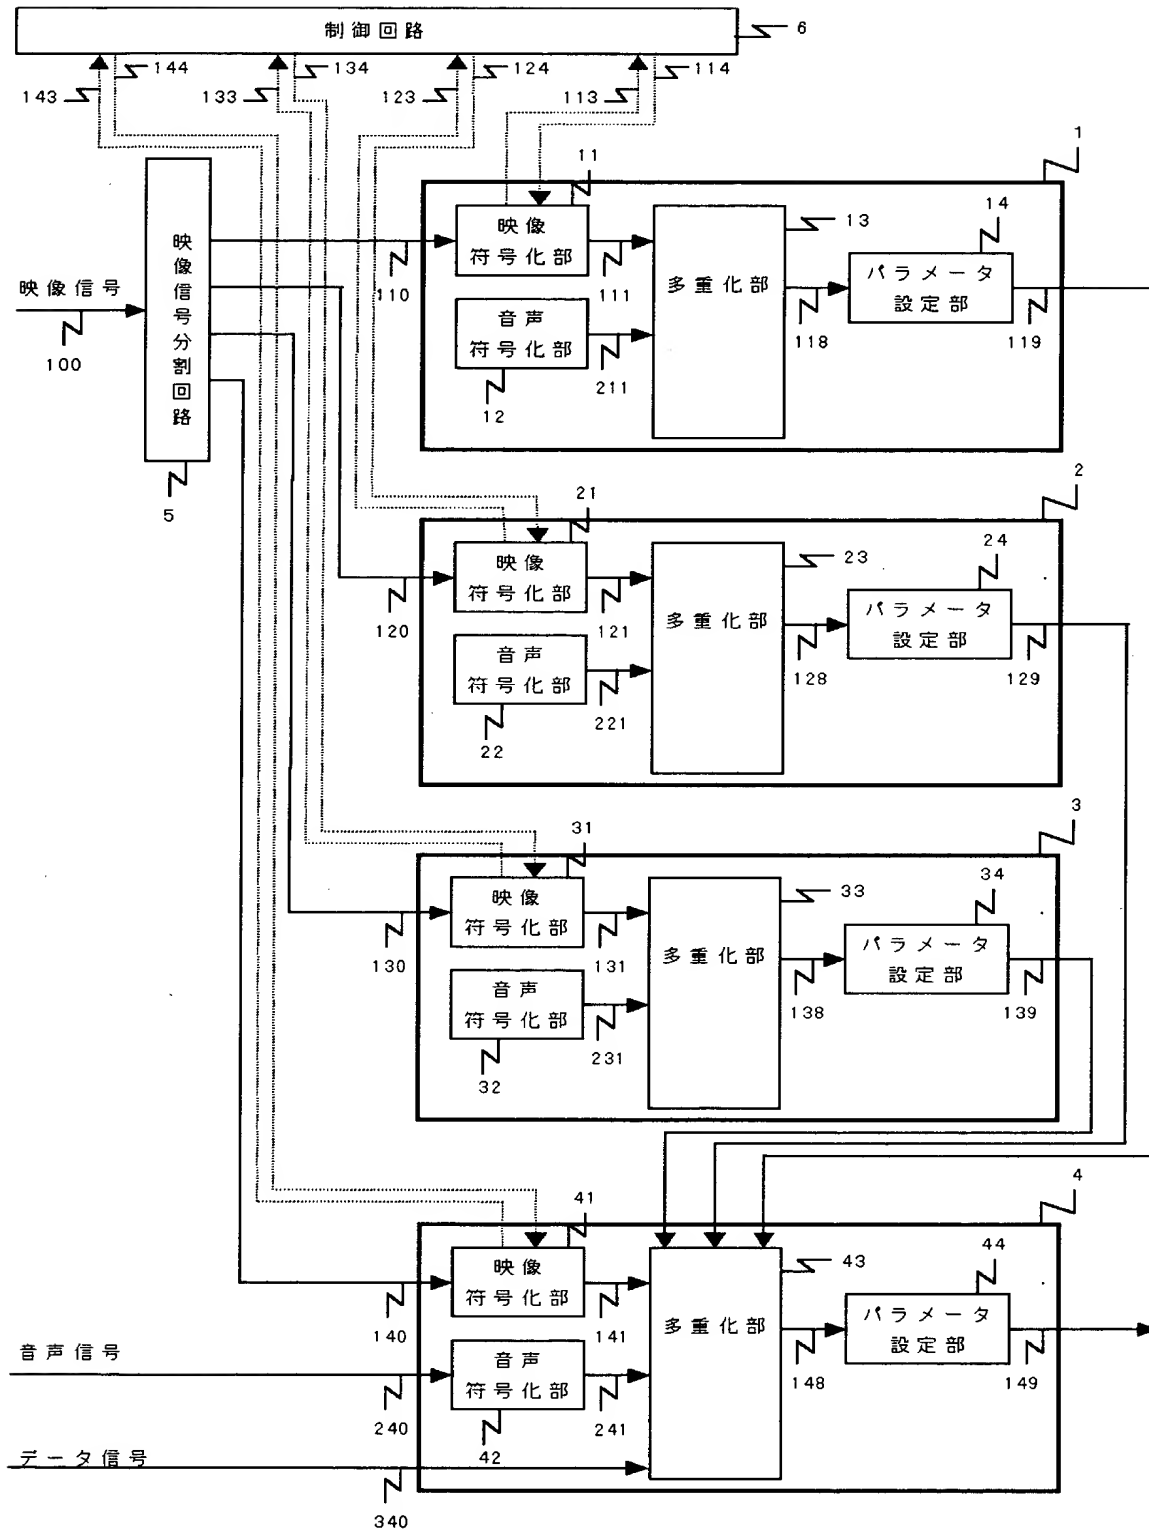 制御回路
6
144
134
124
114
143
133
123
113
1
映像信号分割回路
5
映像信号
100
110
11
映像
符号化部
111
音声
符号化部
12
211
13
多重化部
118
14
パラメータ
設定部
119
2
120
21
映像
符号化部
121
音声
符号化部
22
221
23
多重化部
128
24
パラメータ
設定部
129
3
130
31
映像
符号化部
131
音声
符号化部
32
231
33
多重化部
138
34
パラメータ
設定部
139
4
140
41
映像
符号化部
141
音声信号
240
音声
符号化部
42
241
データ信号
340
43
多重化部
148
44
パラメータ
設定部
149